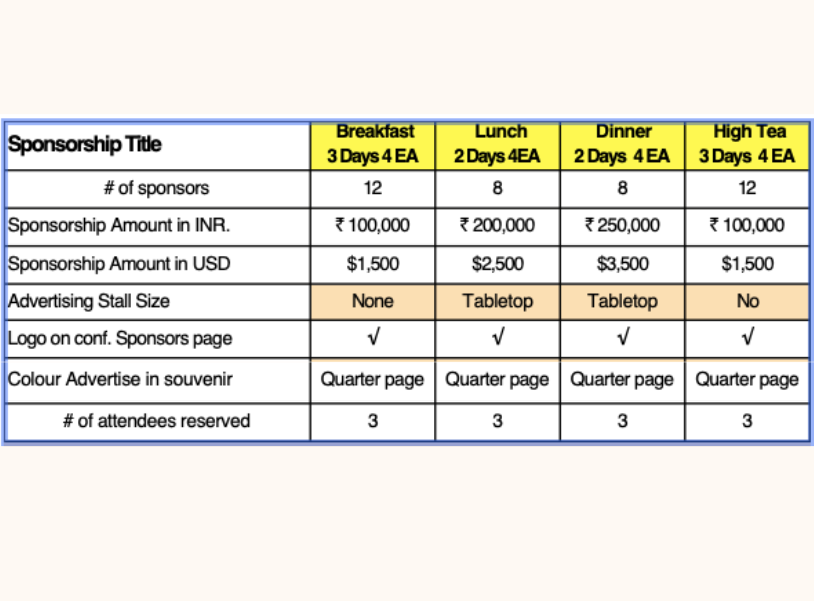 Sponsorship Title | Breakfast 3 Days 4 EA | Lunch 2 Days 4EA | Dinner 2 Days 4 EA | High Tea 3 Days 4 EA
# of sponsors | 12 | 8 | 8 | 12
Sponsorship Amount in INR. | ₹ 100,000 | ₹ 200,000 | ₹ 250,000 | ₹ 100,000
Sponsorship Amount in USD | $1,500 | $2,500 | $3,500 | $1,500
Advertising Stall Size | None | Tabletop | Tabletop | No
Logo on conf. Sponsors page | √ | √ | √ | √
Colour Advertise in souvenir | Quarter page | Quarter page | Quarter page | Quarter page
# of attendees reserved | 3 | 3 | 3 | 3